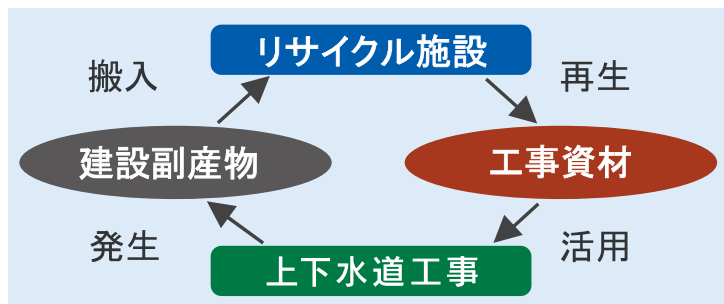 リサイクル施設
搬入
再生
建設副産物
工事資材
発生
活用
上下水道工事